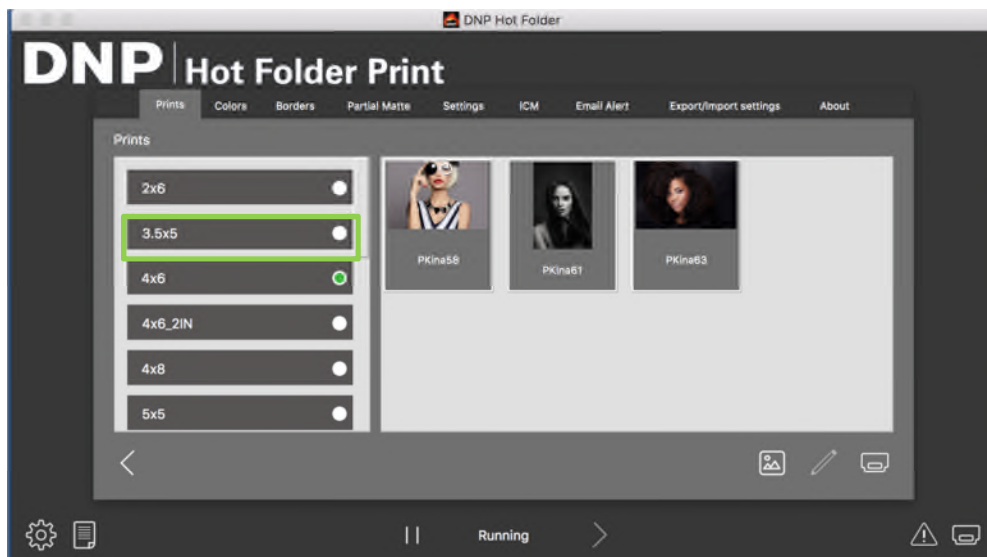 DNP Hot Folder
DNP Hot Folder Print
Prints Colors Borders Partial Matte Settings ICM Email Alert Export/Import settings About
Prints
2x6
3.5x5
4x6
4x6_2IN
4x8
5x5
PKina58
PKina61
PKina63
Running